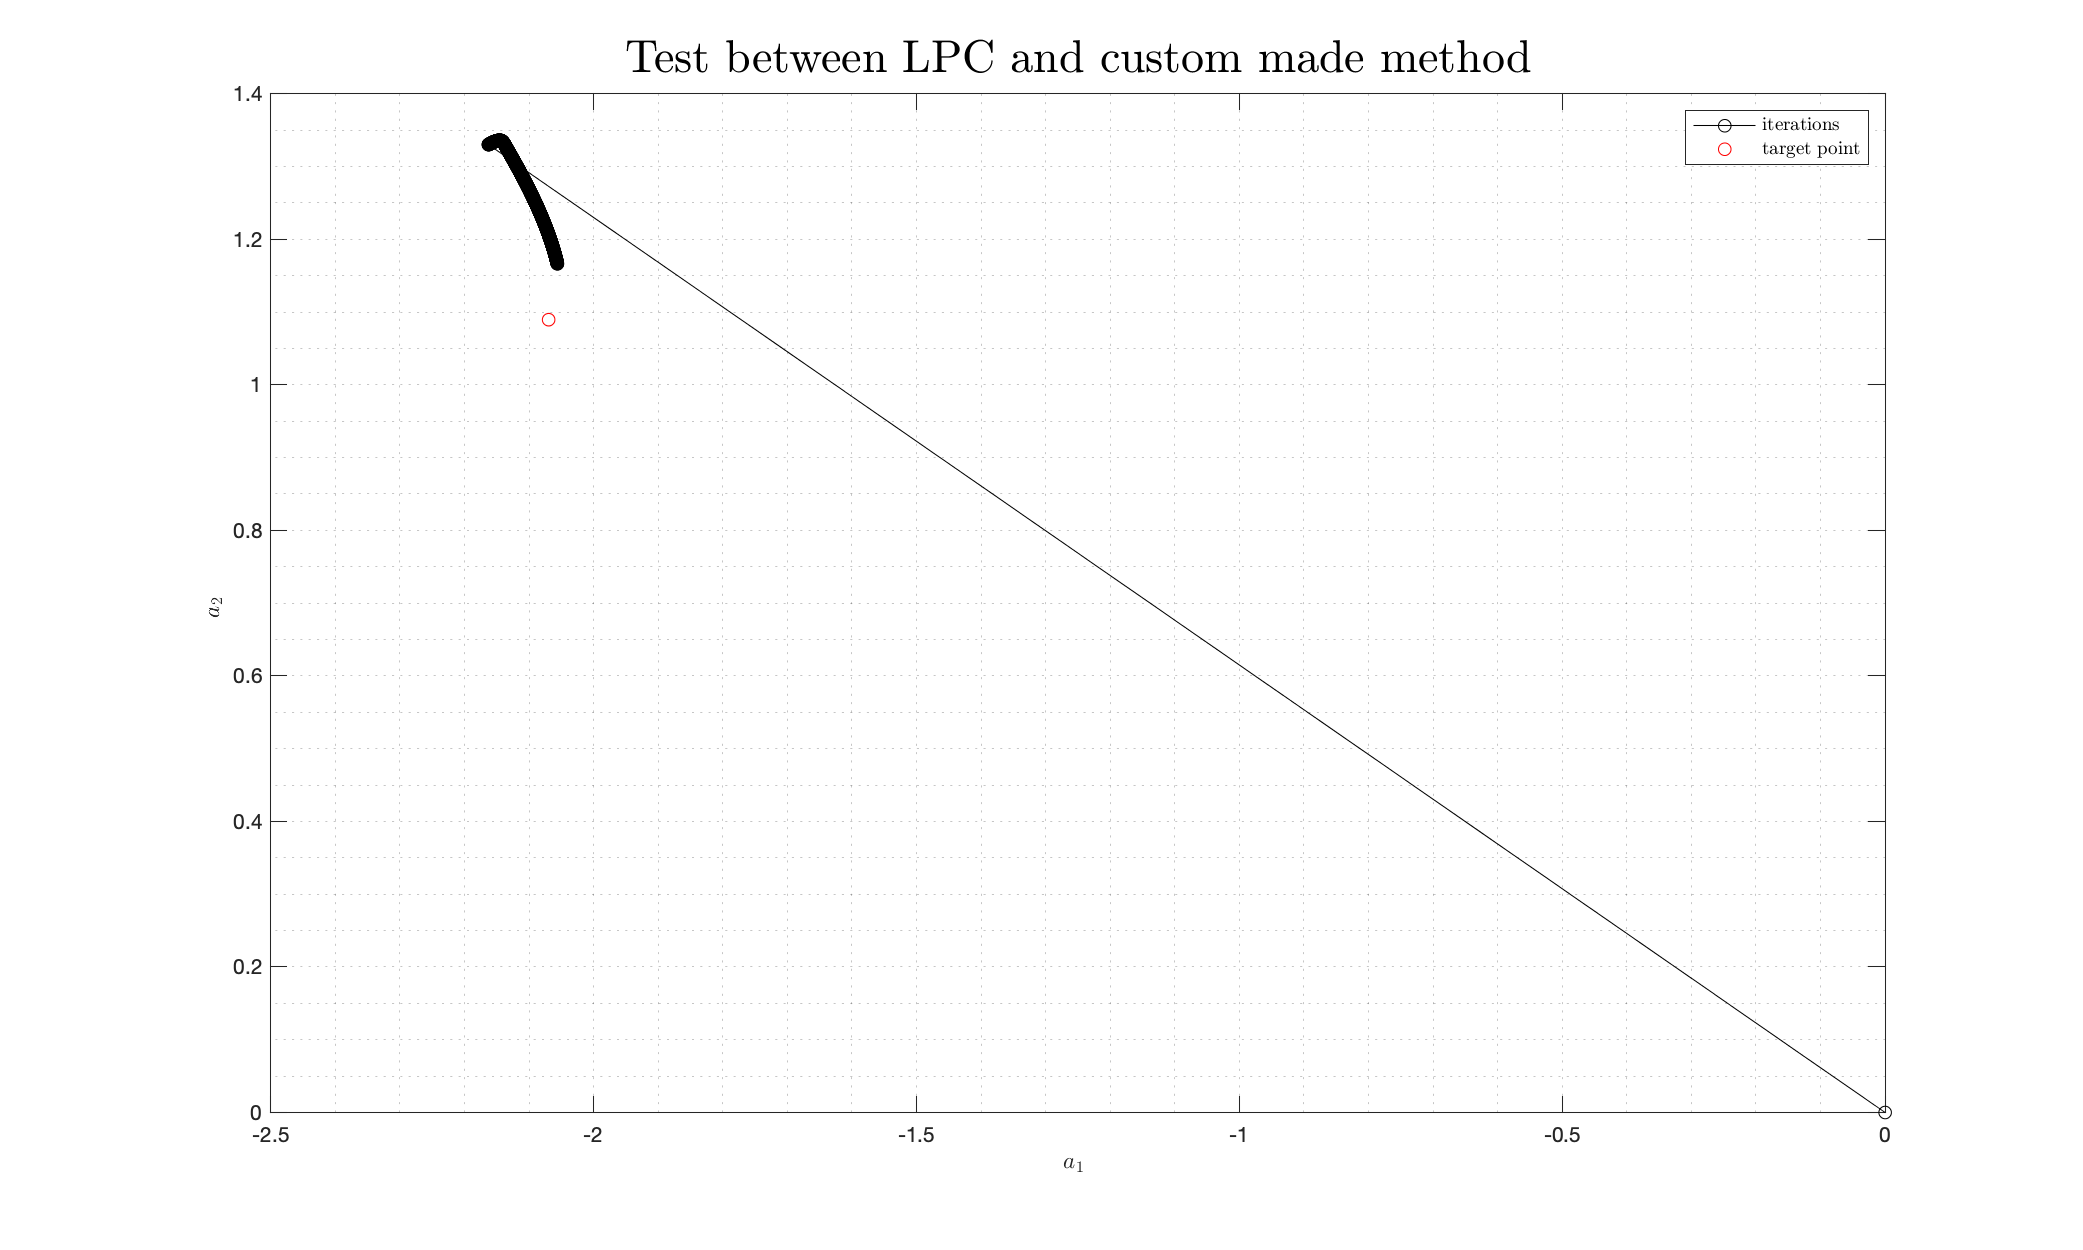 Test between LPC and custom made method
1.4
iterations
target point
1.2
1
0.8
a₂
0.6
0.4
0.2
0
-2.5 -2 -1.5 -1 -0.5 0
a₁